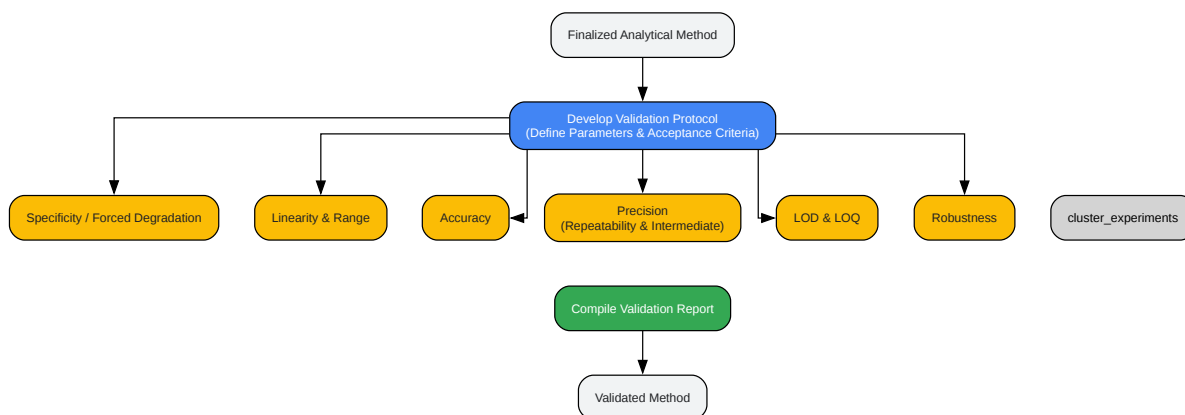 Finalized Analytical Method
Develop Validation Protocol
(Define Parameters & Acceptance Criteria)
Specificity / Forced Degradation
Linearity & Range
Accuracy
Precision
(Repeatability & Intermediate)
LOD & LOQ
Robustness
cluster_experiments
Compile Validation Report
Validated Method